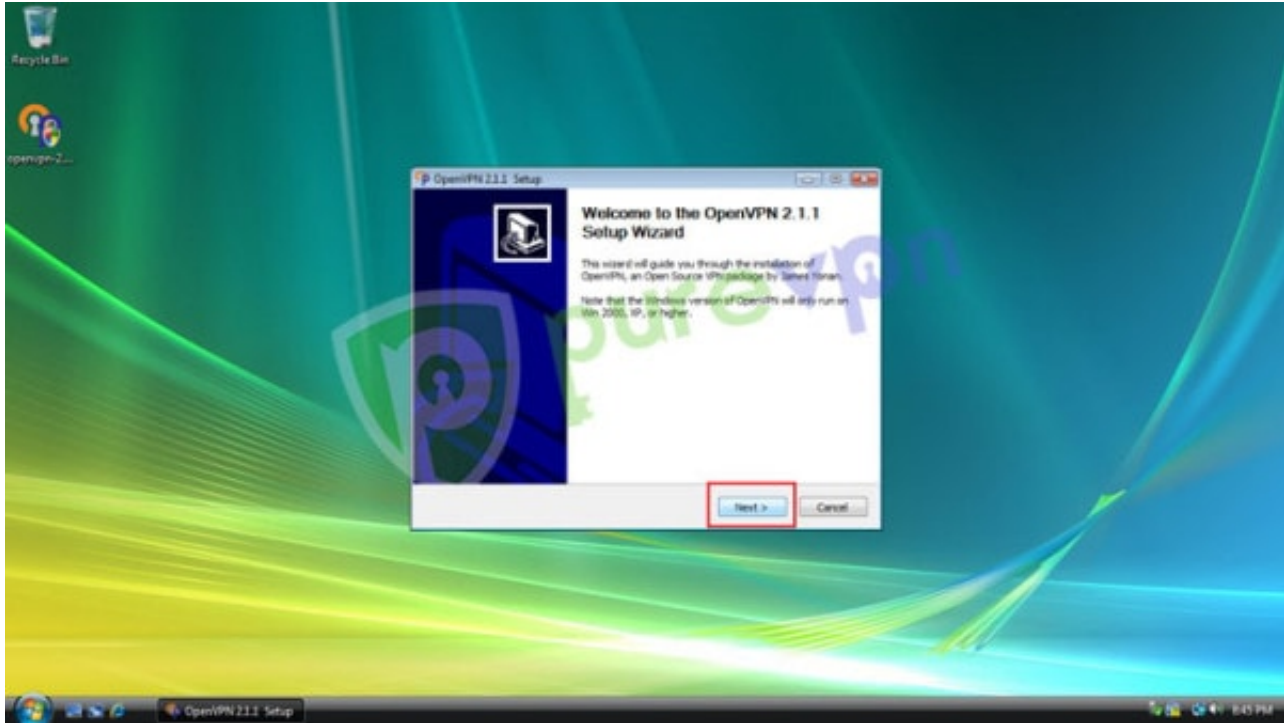 Recycle Bin
openvpn-2....
OpenVPN 2.1.1 Setup
Welcome to the OpenVPN 2.1.1
Setup Wizard
This wizard will guide you through the installation of
OpenVPN, an Open Source VPN package by James Yonan.
Note that the Windows version of OpenVPN will only run on
Win 2000, XP, or higher.
purevpn
Next >
Cancel
OpenVPN 2.1.1 Setup
8:45 PM